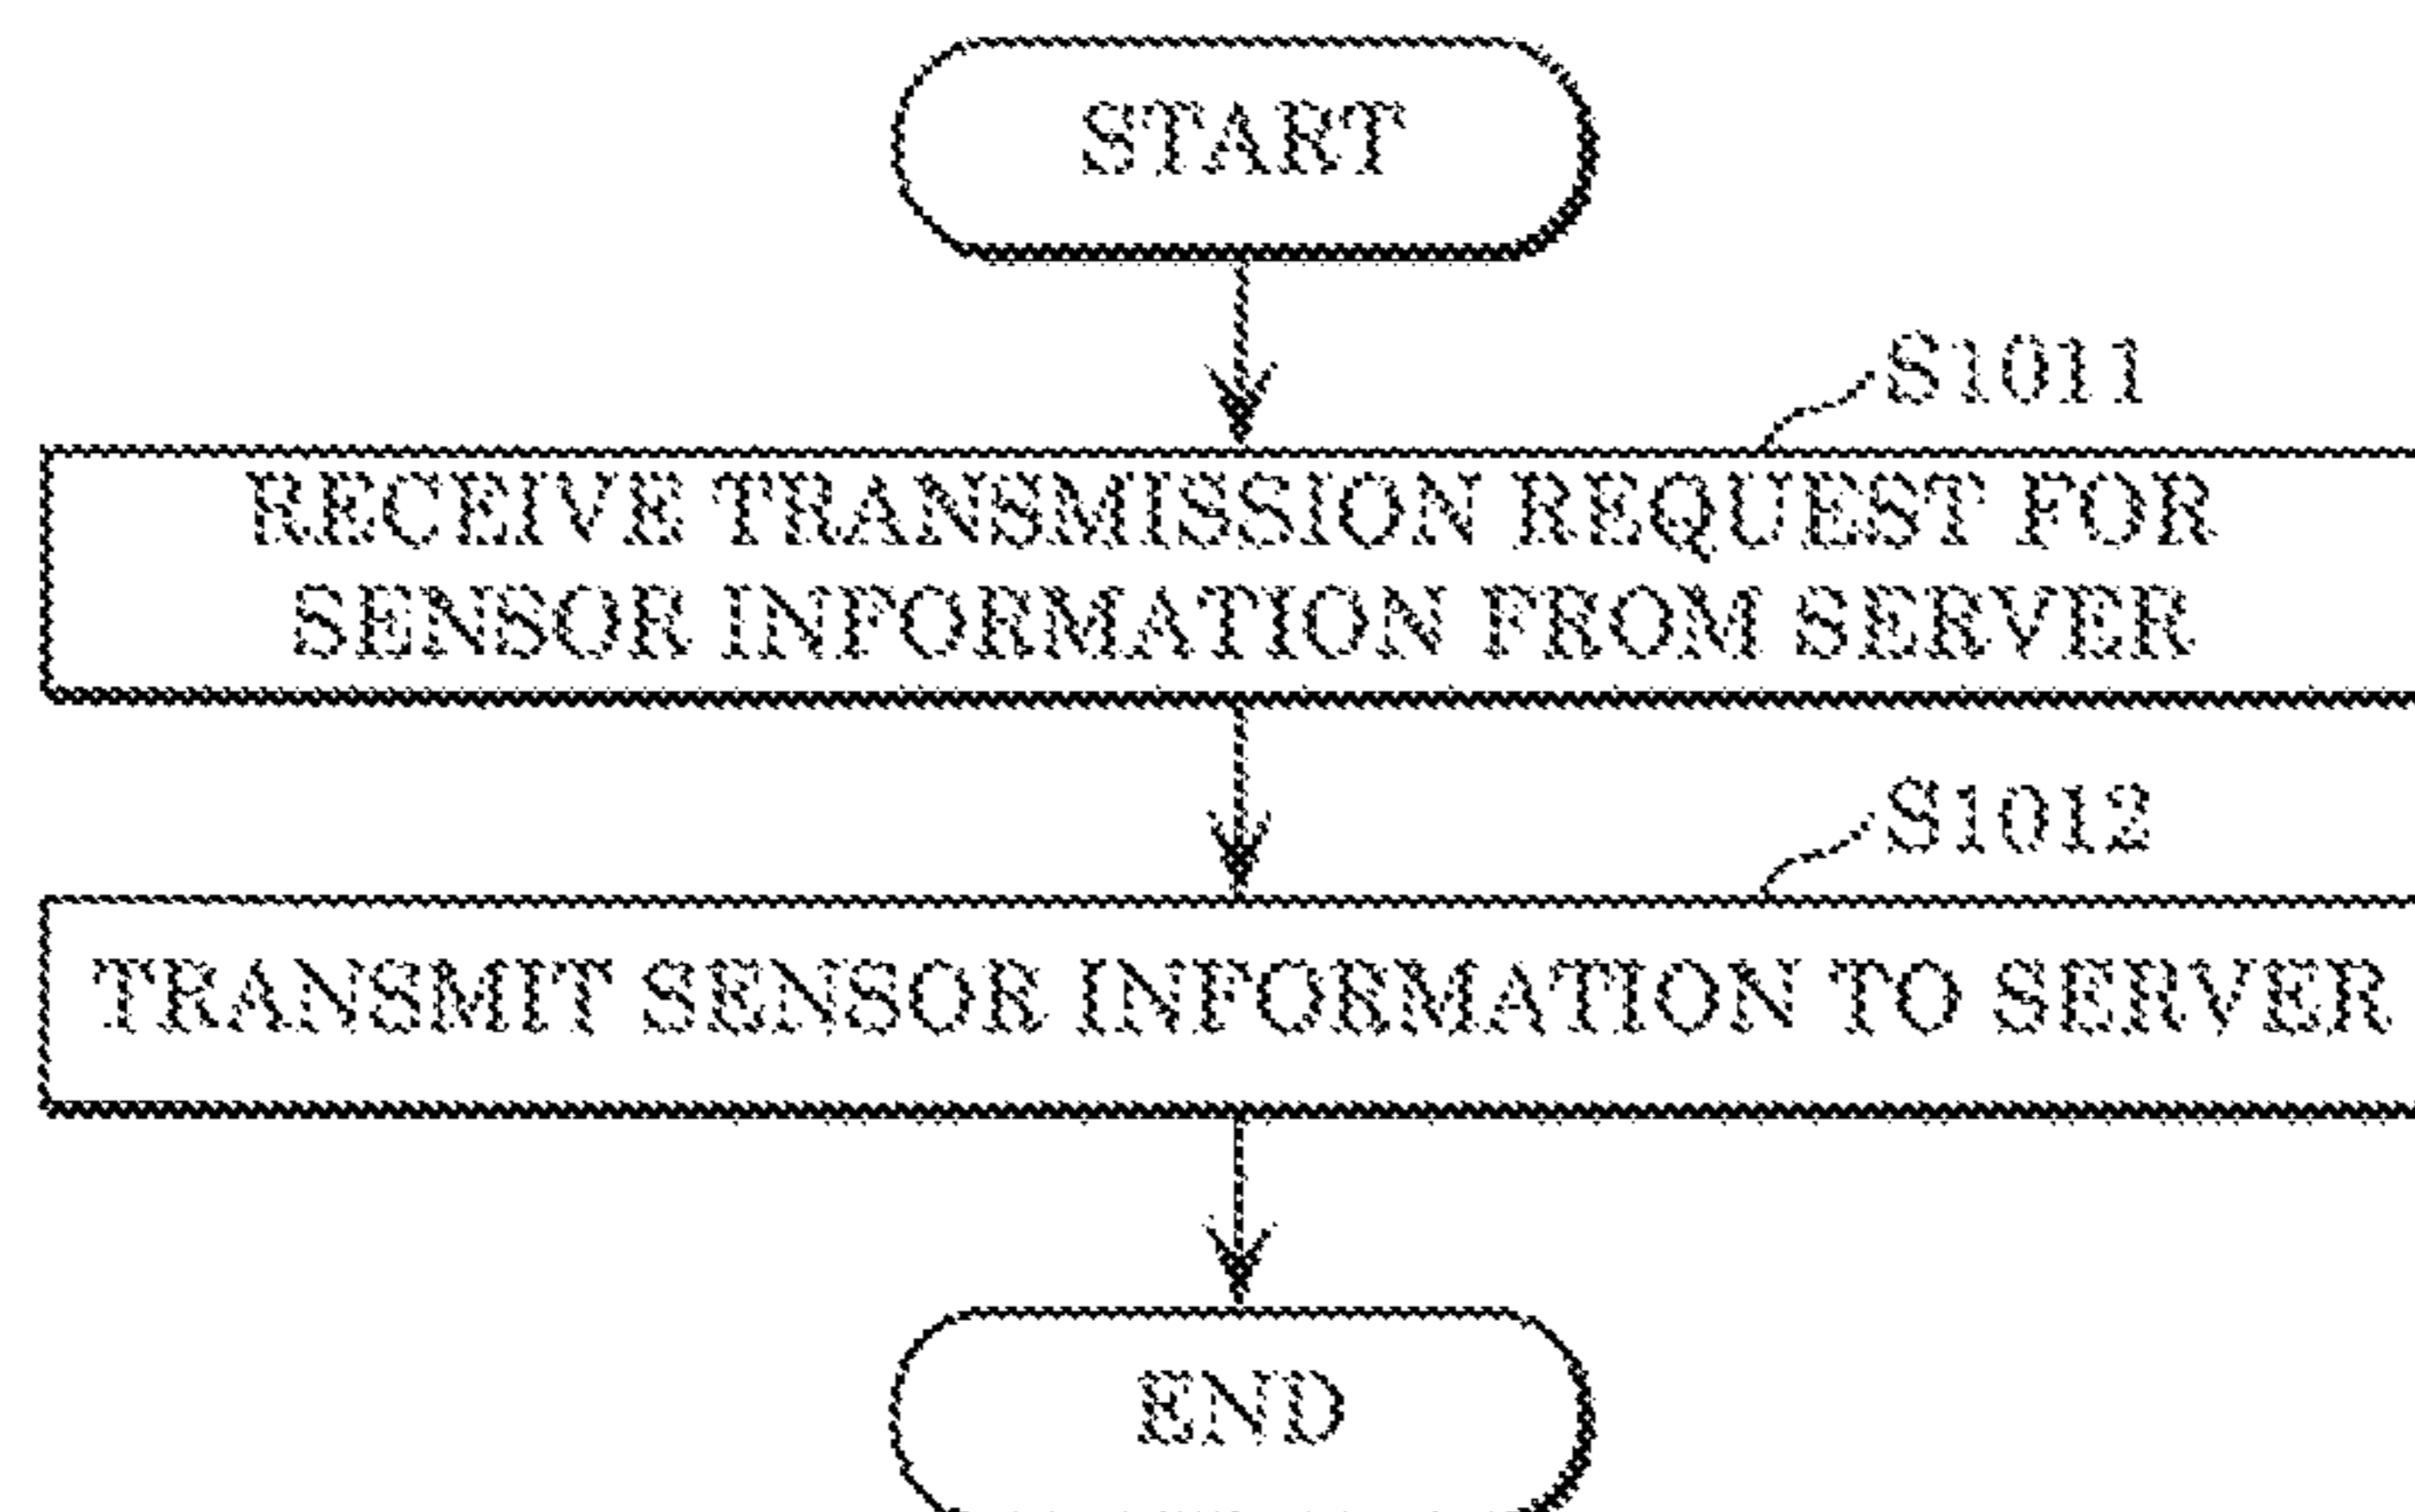 START
S1011
RECEIVE TRANSMISSION REQUEST FOR
SENSOR INFORMATION FROM SERVER
S1012
TRANSMIT SENSOR INFORMATION TO SERVER
END